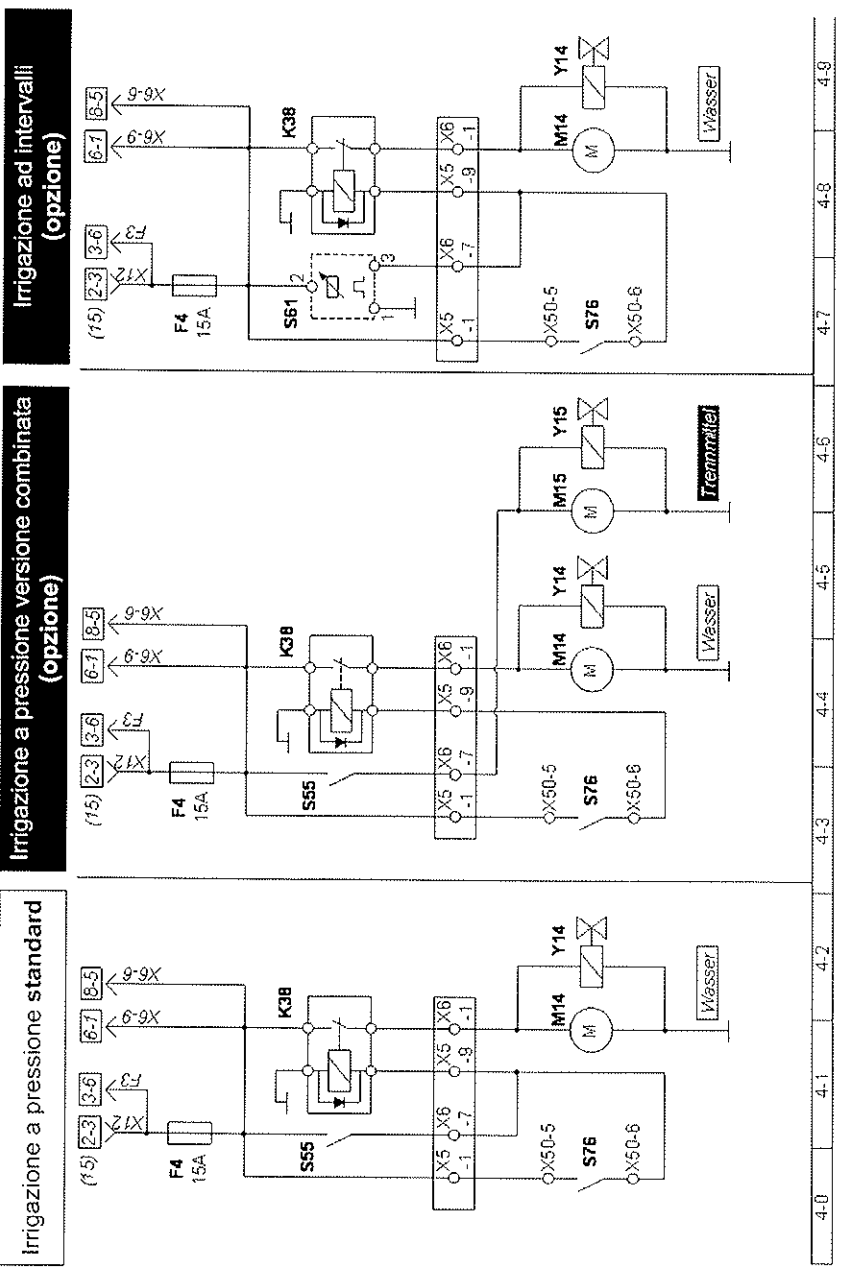 Irrigazione a pressione standard
(15) 2-3 3-6 6-1 8-5
X12 F3 X6-9 X6-6
F4
15A
S55
K38
X5 X6 X5 X6
-1 -7 -9 -1
X50-5
S76
X50-6
M14
M
Y14
Wasser
Irrigazione a pressione versione combinata
(opzione)
(15) 2-3 3-6 6-1 8-5
X12 F3 X6-9 X6-6
F4
15A
S55
K38
X5 X6 X5 X6
-1 -7 -9 -1
X50-5
S76
X50-6
M14
M
Y14
Wasser
M15
M
Y15
Trennmittel
Irrigazione ad intervalli
(opzione)
(15) 2-3 3-6 6-1 8-5
X12 F3 X6-9 X6-6
F4
15A
S61
2
1
3
K38
X5 X6 X5 X6
-1 -7 -9 -1
X50-5
S76
X50-6
M14
M
Y14
Wasser
4-0 4-1 4-2 4-3 4-4 4-5 4-6 4-7 4-8 4-9